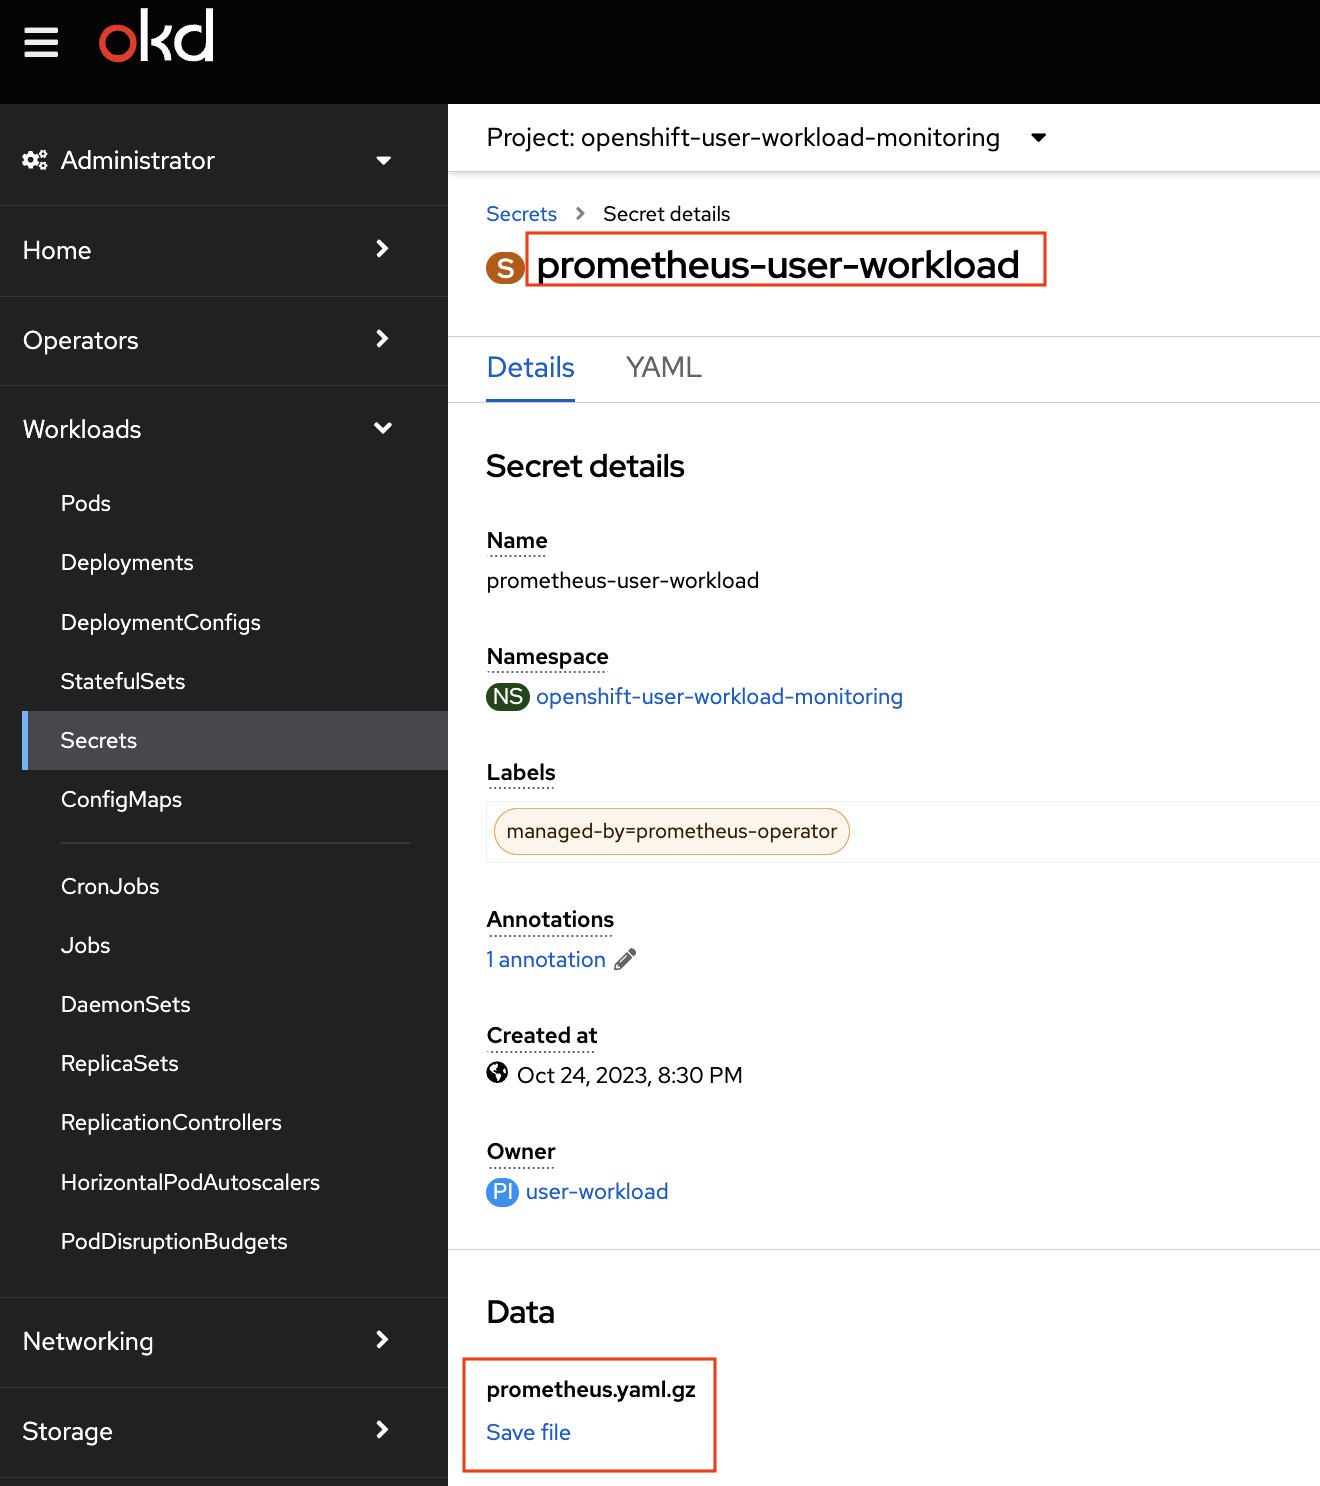 okd
Administrator
Home
Operators
Workloads
Pods
Deployments
DeploymentConfigs
StatefulSets
Secrets
ConfigMaps
CronJobs
Jobs
DaemonSets
ReplicaSets
ReplicationControllers
HorizontalPodAutoscalers
PodDisruptionBudgets
Networking
Storage
Project: openshift-user-workload-monitoring
Secrets > Secret details
S prometheus-user-workload
Details YAML
Secret details
Name
prometheus-user-workload
Namespace
NS openshift-user-workload-monitoring
Labels
managed-by=prometheus-operator
Annotations
1 annotation
Created at
Oct 24, 2023, 8:30 PM
Owner
PI user-workload
Data
prometheus.yaml.gz
Save file